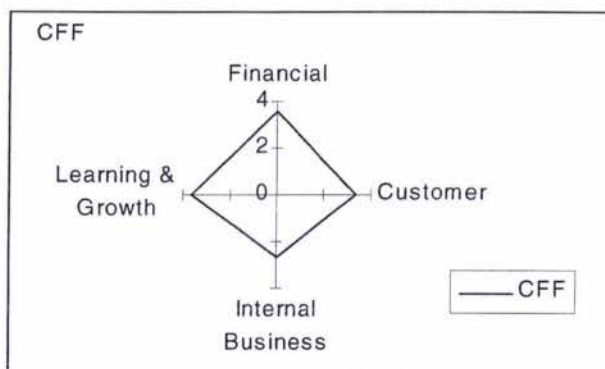 CFF
Financial
4
2
Learning &
Growth
0
Customer
CFF
Internal
Business